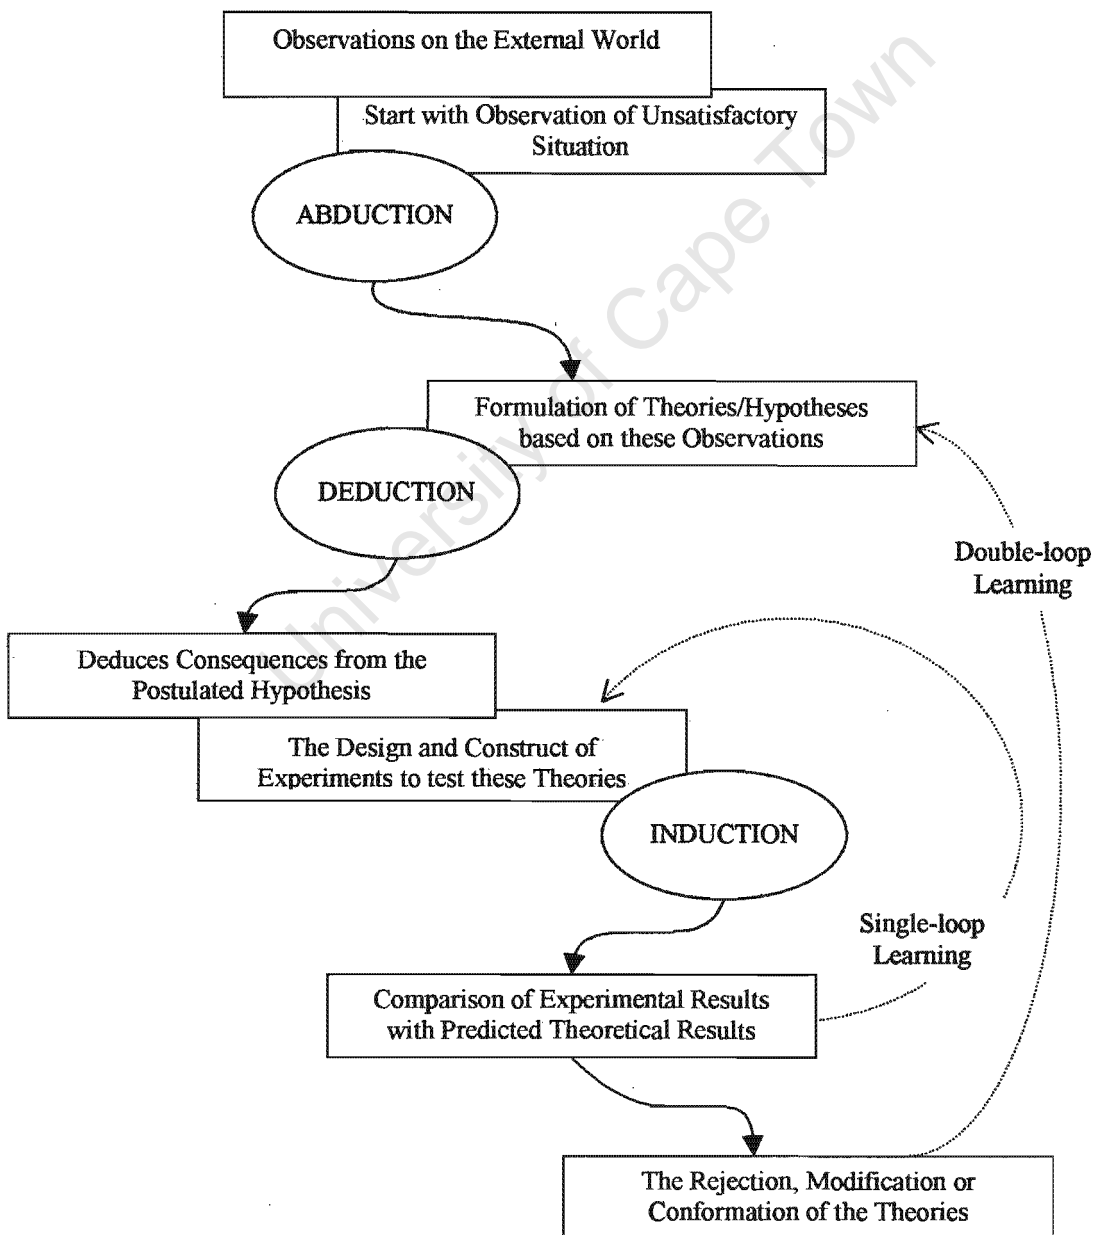 Observations on the External World
Start with Observation of Unsatisfactory
Situation
ABDUCTION
Formulation of Theories/Hypotheses
based on these Observations
DEDUCTION
Double-loop
Learning
Deduces Consequences from the
Postulated Hypothesis
The Design and Construct of
Experiments to test these Theories
INDUCTION
Single-loop
Learning
Comparison of Experimental Results
with Predicted Theoretical Results
The Rejection, Modification or
Conformation of the Theories
University of Cape Town